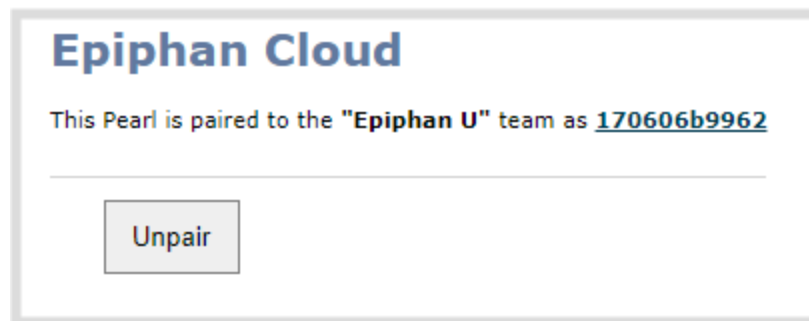 Epiphan Cloud
This Pearl is paired to the "Epiphan U" team as 170606b9962
Unpair